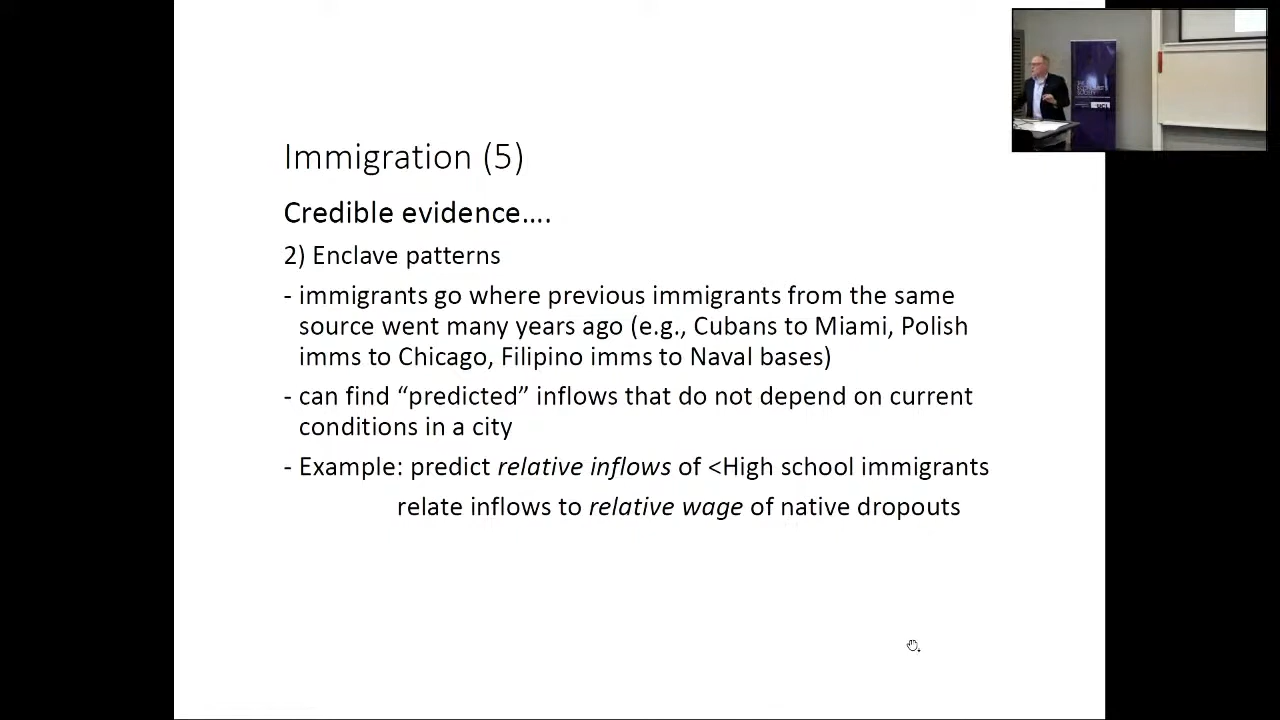 Immigration (5)
Credible evidence....
2) Enclave patterns
- immigrants go where previous immigrants from the same
source went many years ago (e.g., Cubans to Miami, Polish
imms to Chicago, Filipino imms to Naval bases)
- can find “predicted” inflows that do not depend on current
conditions in a city
- Example: predict relative inflows of <High school immigrants
relate inflows to relative wage of native dropouts
UCL